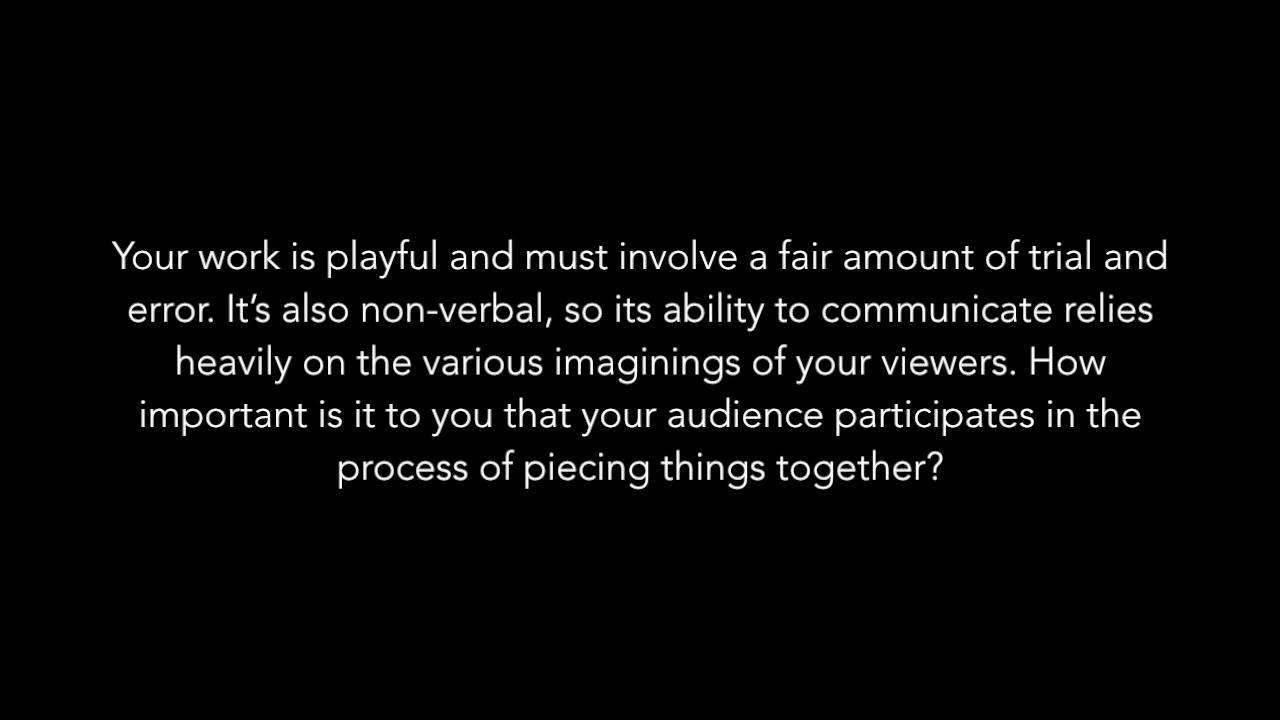 Your work is playful and must involve a fair amount of trial and
error. It’s also non-verbal, so its ability to communicate relies
heavily on the various imaginings of your viewers. How
important is it to you that your audience participates in the
process of piecing things together?